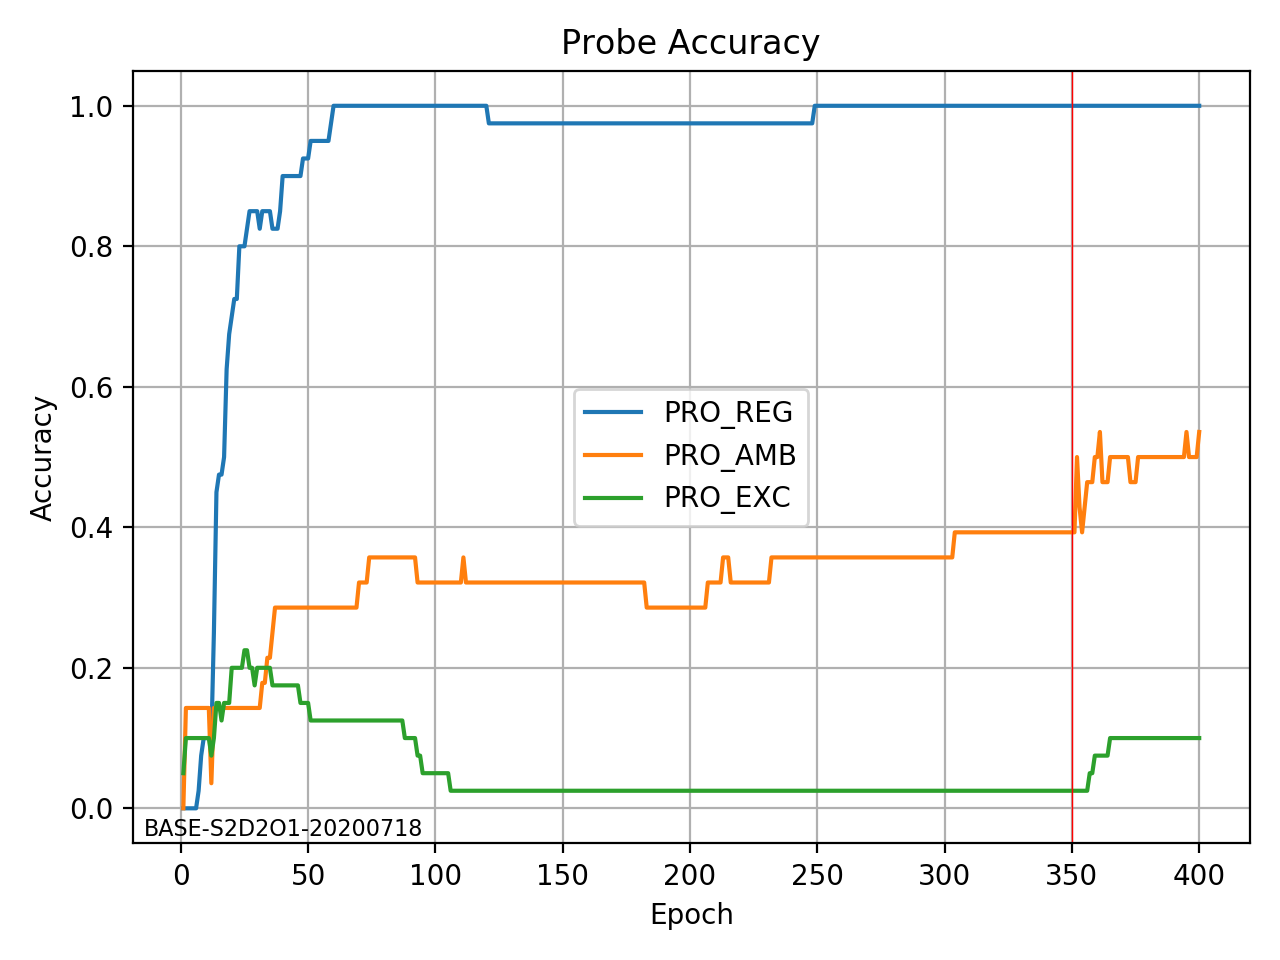 Probe Accuracy
1.0
0.8
0.6
0.4
0.2
0.0
Accuracy
PRO_REG
PRO_AMB
PRO_EXC
BASE-S2D2O1-20200718
0 50 100 150 200 250 300 350 400
Epoch